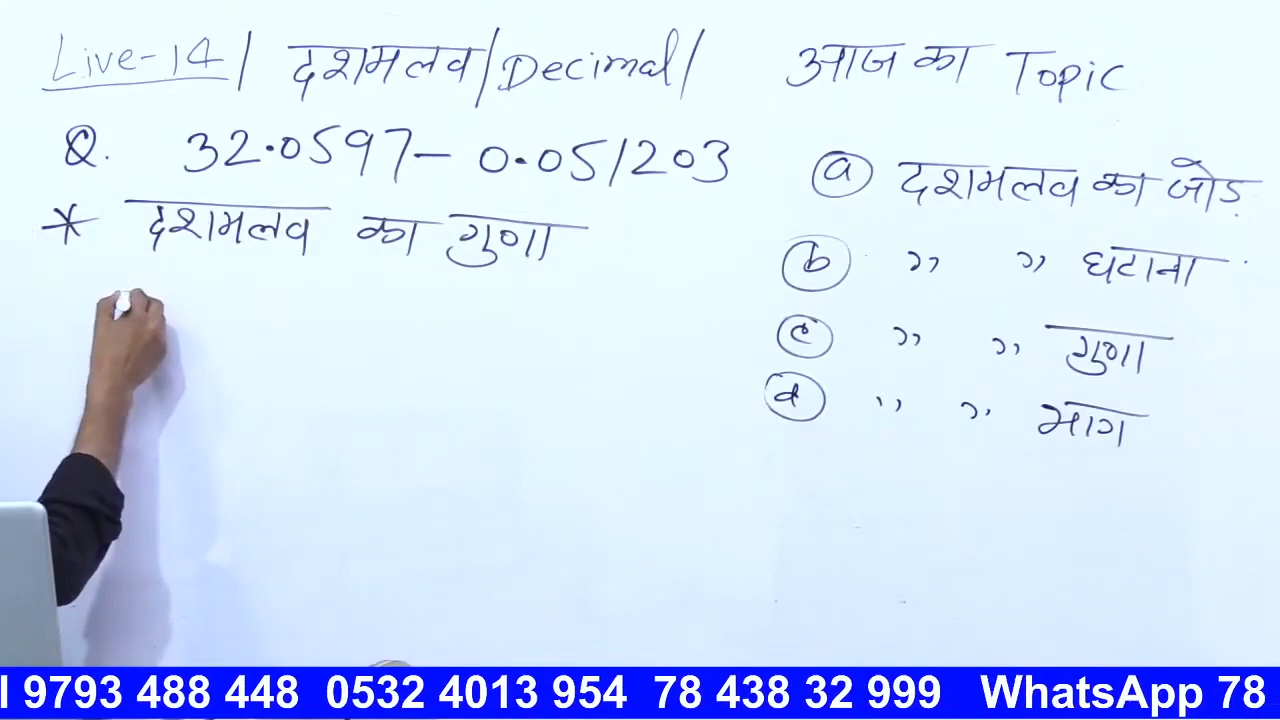 Live-14/ दशमलव/Decimal/
Q. 32.0597- 0.051203
* दशमलव का गुणा
आज का Topic
(a) दशमलव का जोड़
(b) ,, ,, घटाना
(c) ,, ,, गुणा
(d) ,, ,, भाग
9793 488 448 0532 4013 954 78 438 32 999 WhatsApp 78